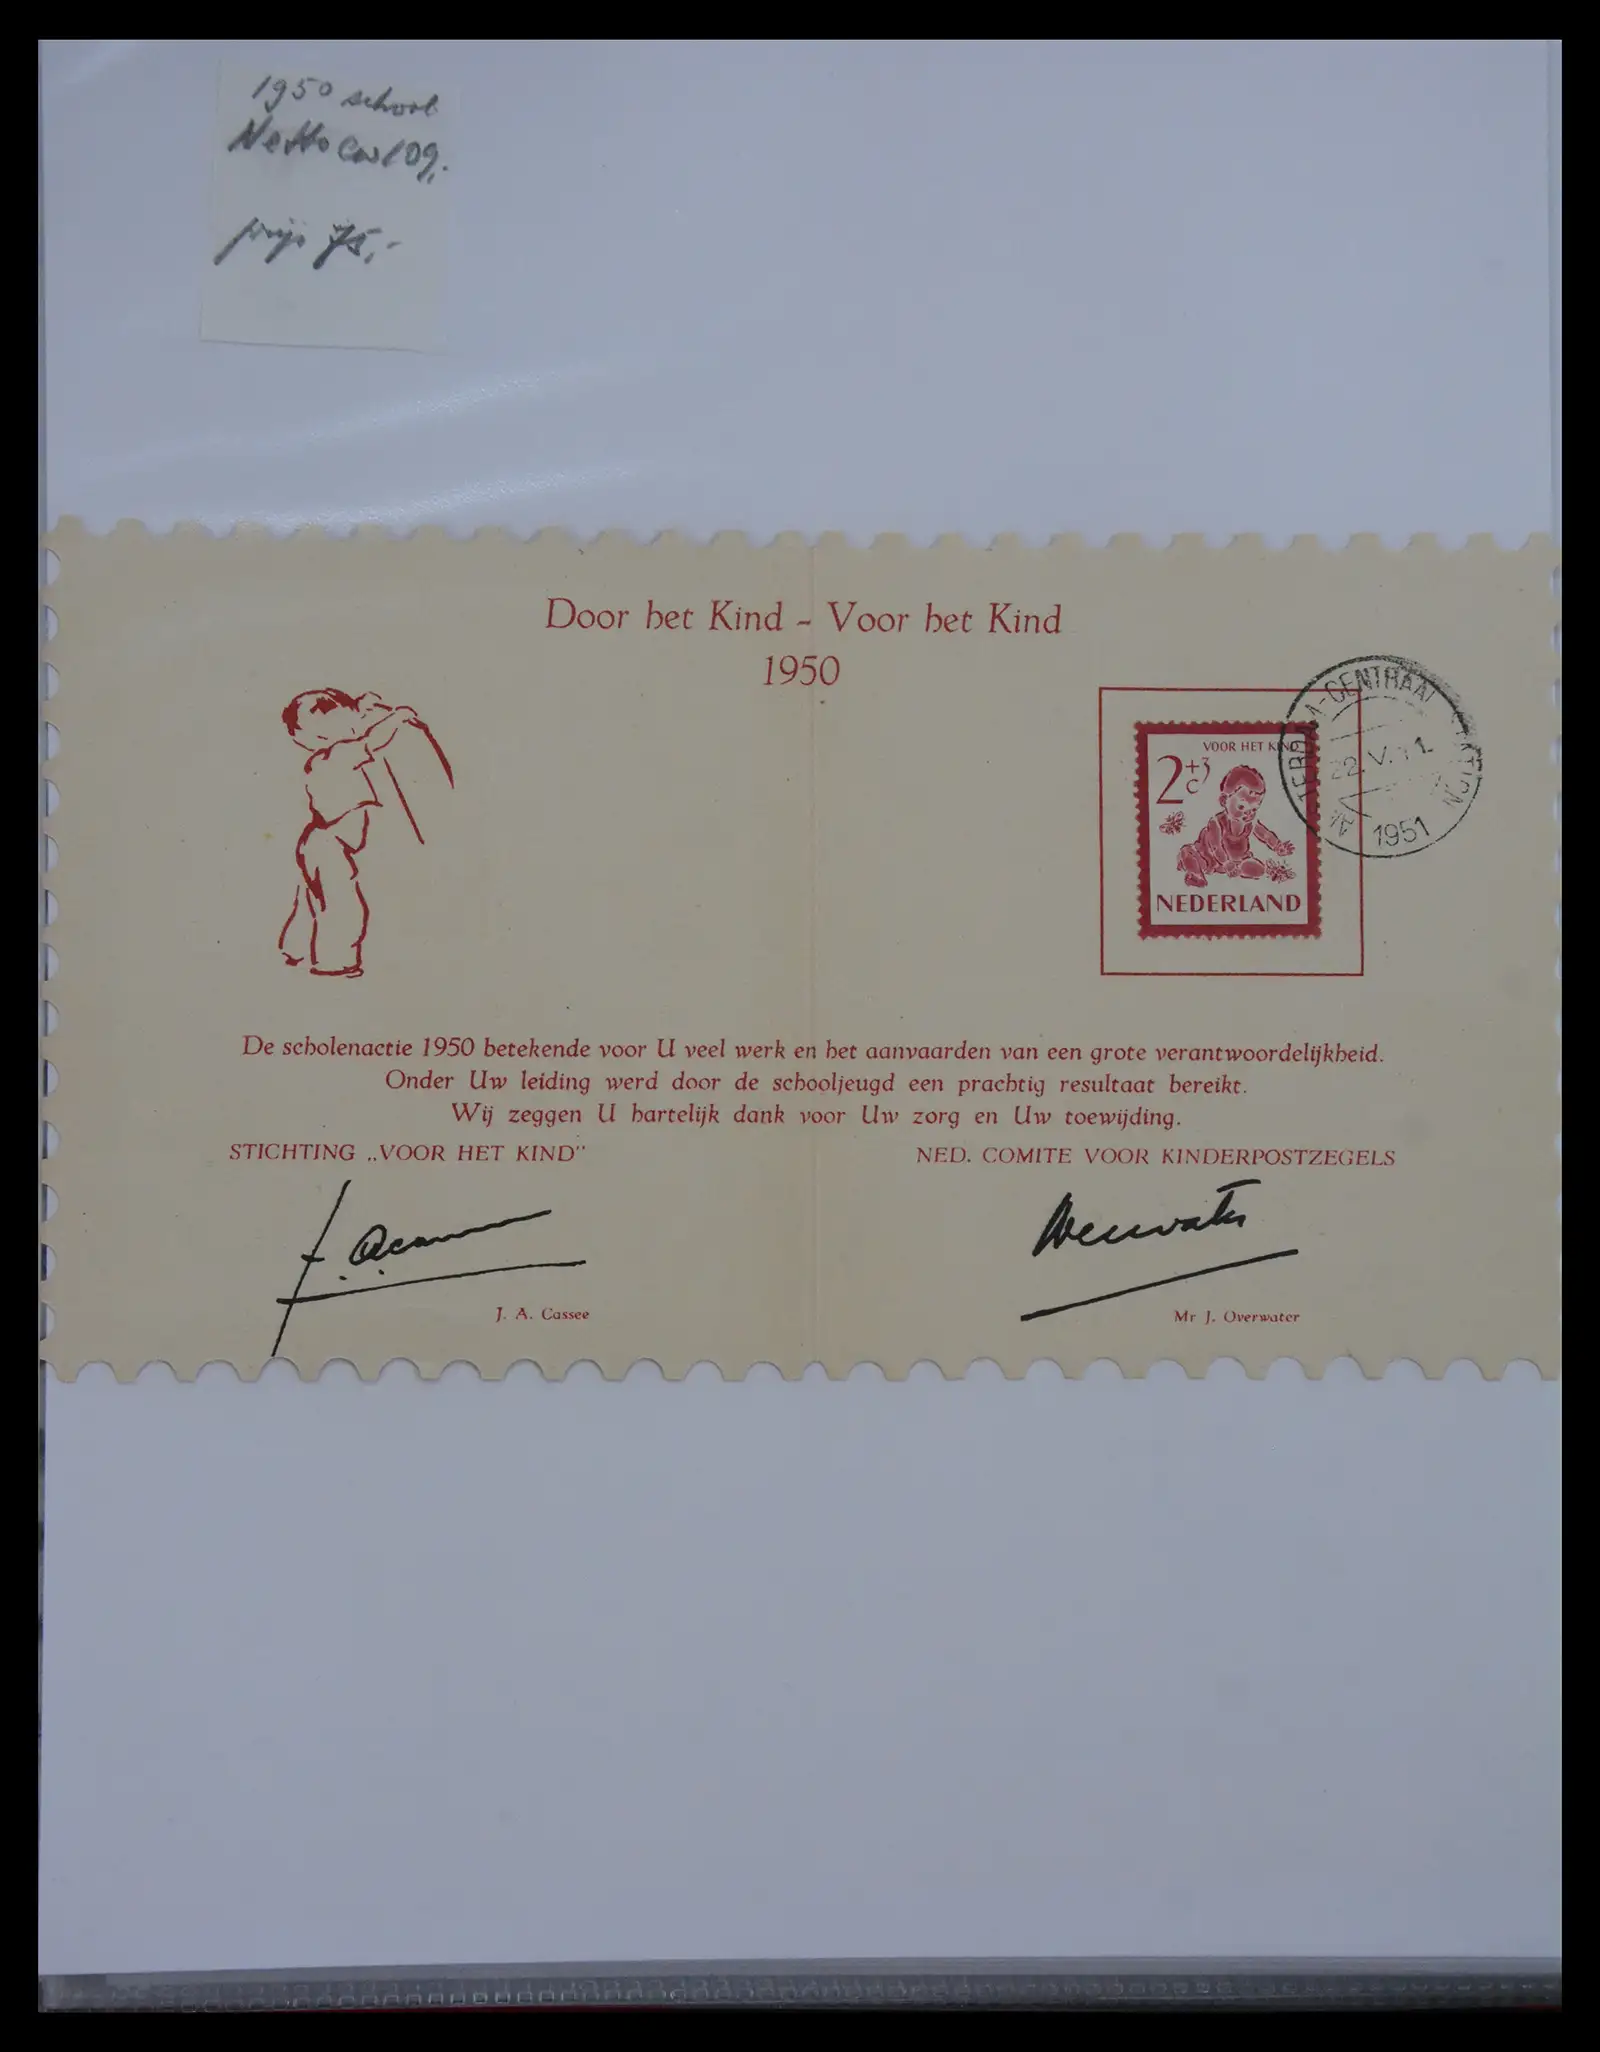 1950 school
Netto cw 109,-
prijs 75,-
Door het Kind - Voor het Kind
1950
VOOR HET KIND
2+3
c
NEDERLAND
CENTRAAL
22.V.
1951
De scholenactie 1950 betekende voor U veel werk en het aanvaarden van een grote verantwoordelijkheid.
Onder Uw leiding werd door de schooljeugd een prachtig resultaat bereikt.
Wij zeggen U hartelijk dank voor Uw zorg en Uw toewijding.
STICHTING „VOOR HET KIND"
NED. COMITE VOOR KINDERPOSTZEGELS
J. A. Cassee
Mr J. Overwater